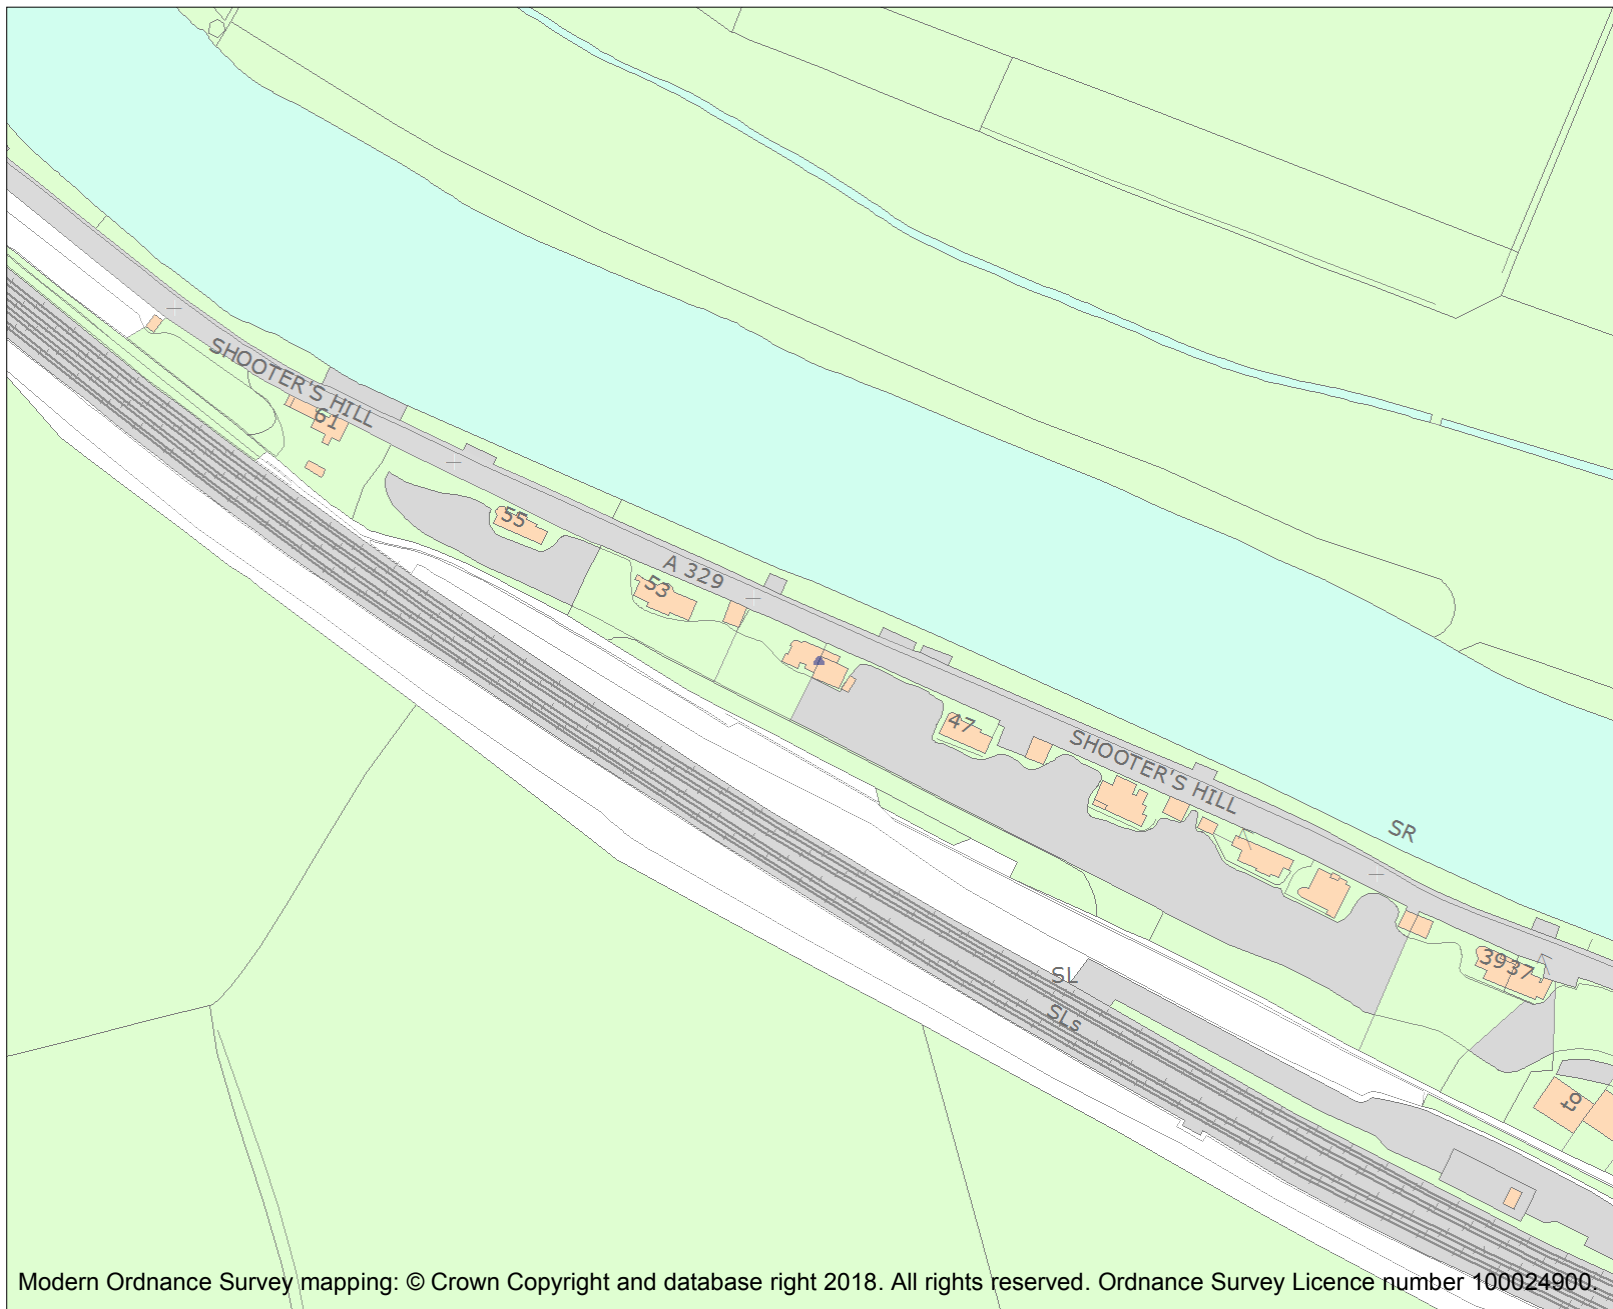 SHOOTER'S HILL
61
55
A 329
53
47
SHOOTER'S HILL
SR
3937
SL
SLs
Modern Ordnance Survey mapping: © Crown Copyright and database right 2018. All rights reserved. Ordnance Survey Licence number 100024900.